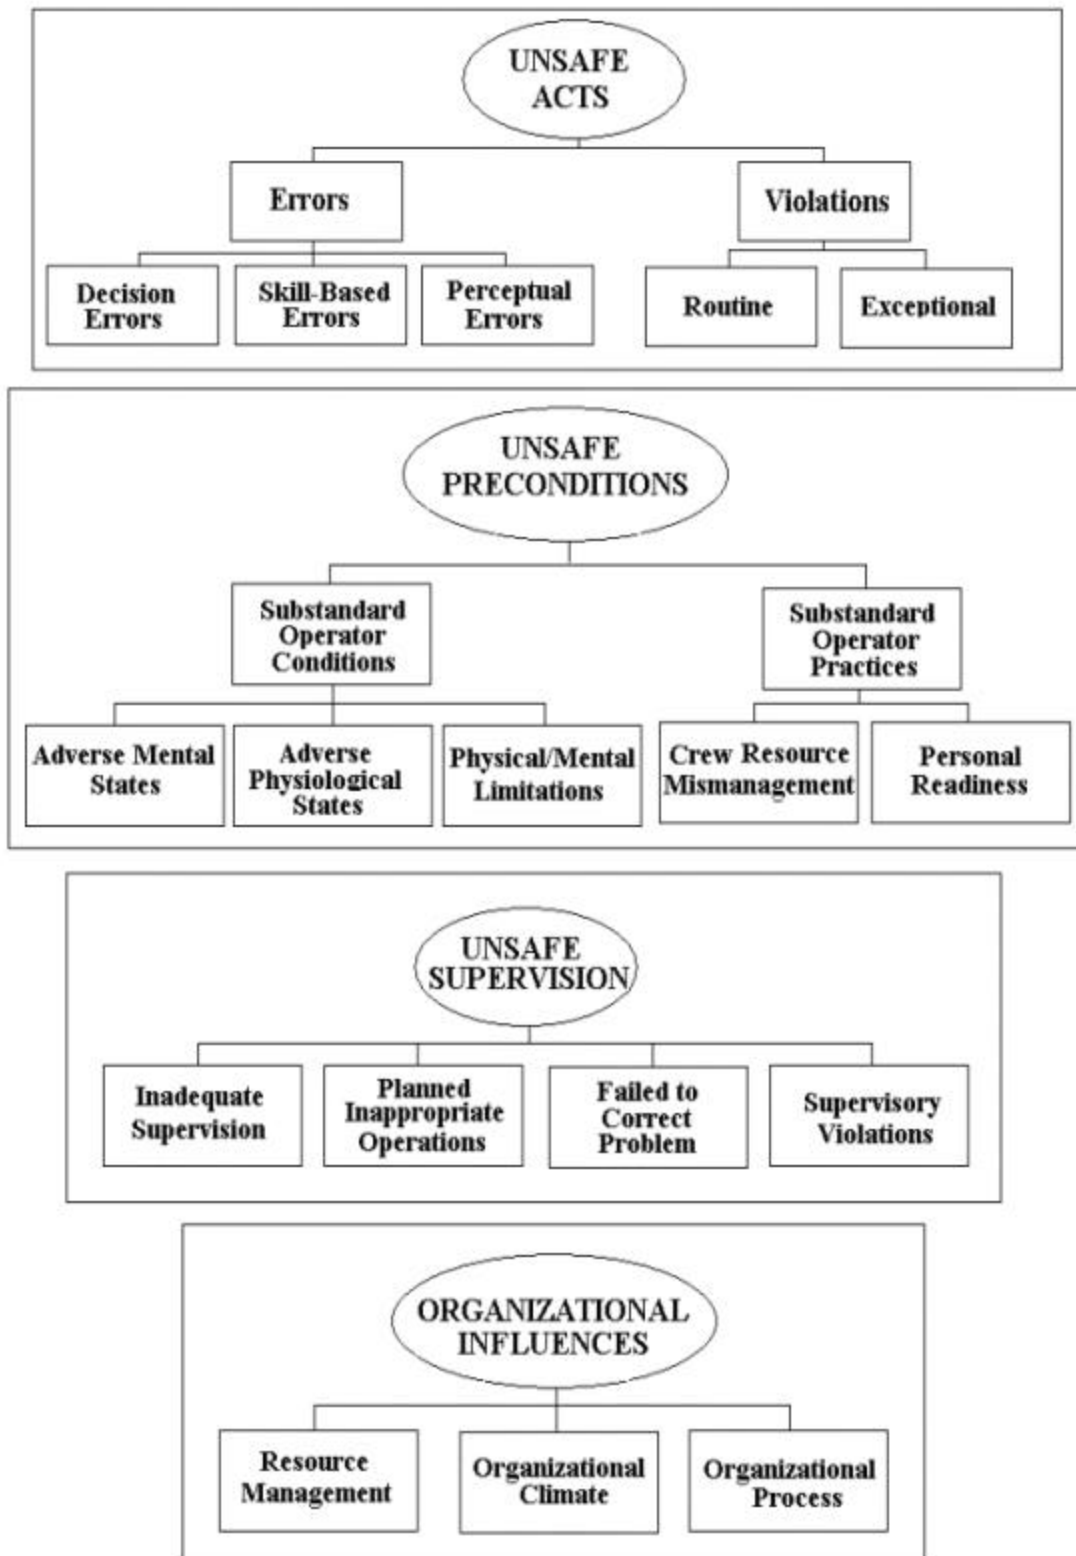 UNSAFE
ACTS
Errors
Violations
Decision
Errors
Skill-Based
Errors
Perceptual
Errors
Routine
Exceptional
UNSAFE
PRECONDITIONS
Substandard
Operator
Conditions
Substandard
Operator
Practices
Adverse Mental
States
Adverse
Physiological
States
Physical/Mental
Limitations
Crew Resource
Mismanagement
Personal
Readiness
UNSAFE
SUPERVISION
Inadequate
Supervision
Planned
Inappropriate
Operations
Failed to
Correct
Problem
Supervisory
Violations
ORGANIZATIONAL
INFLUENCES
Resource
Management
Organizational
Climate
Organizational
Process